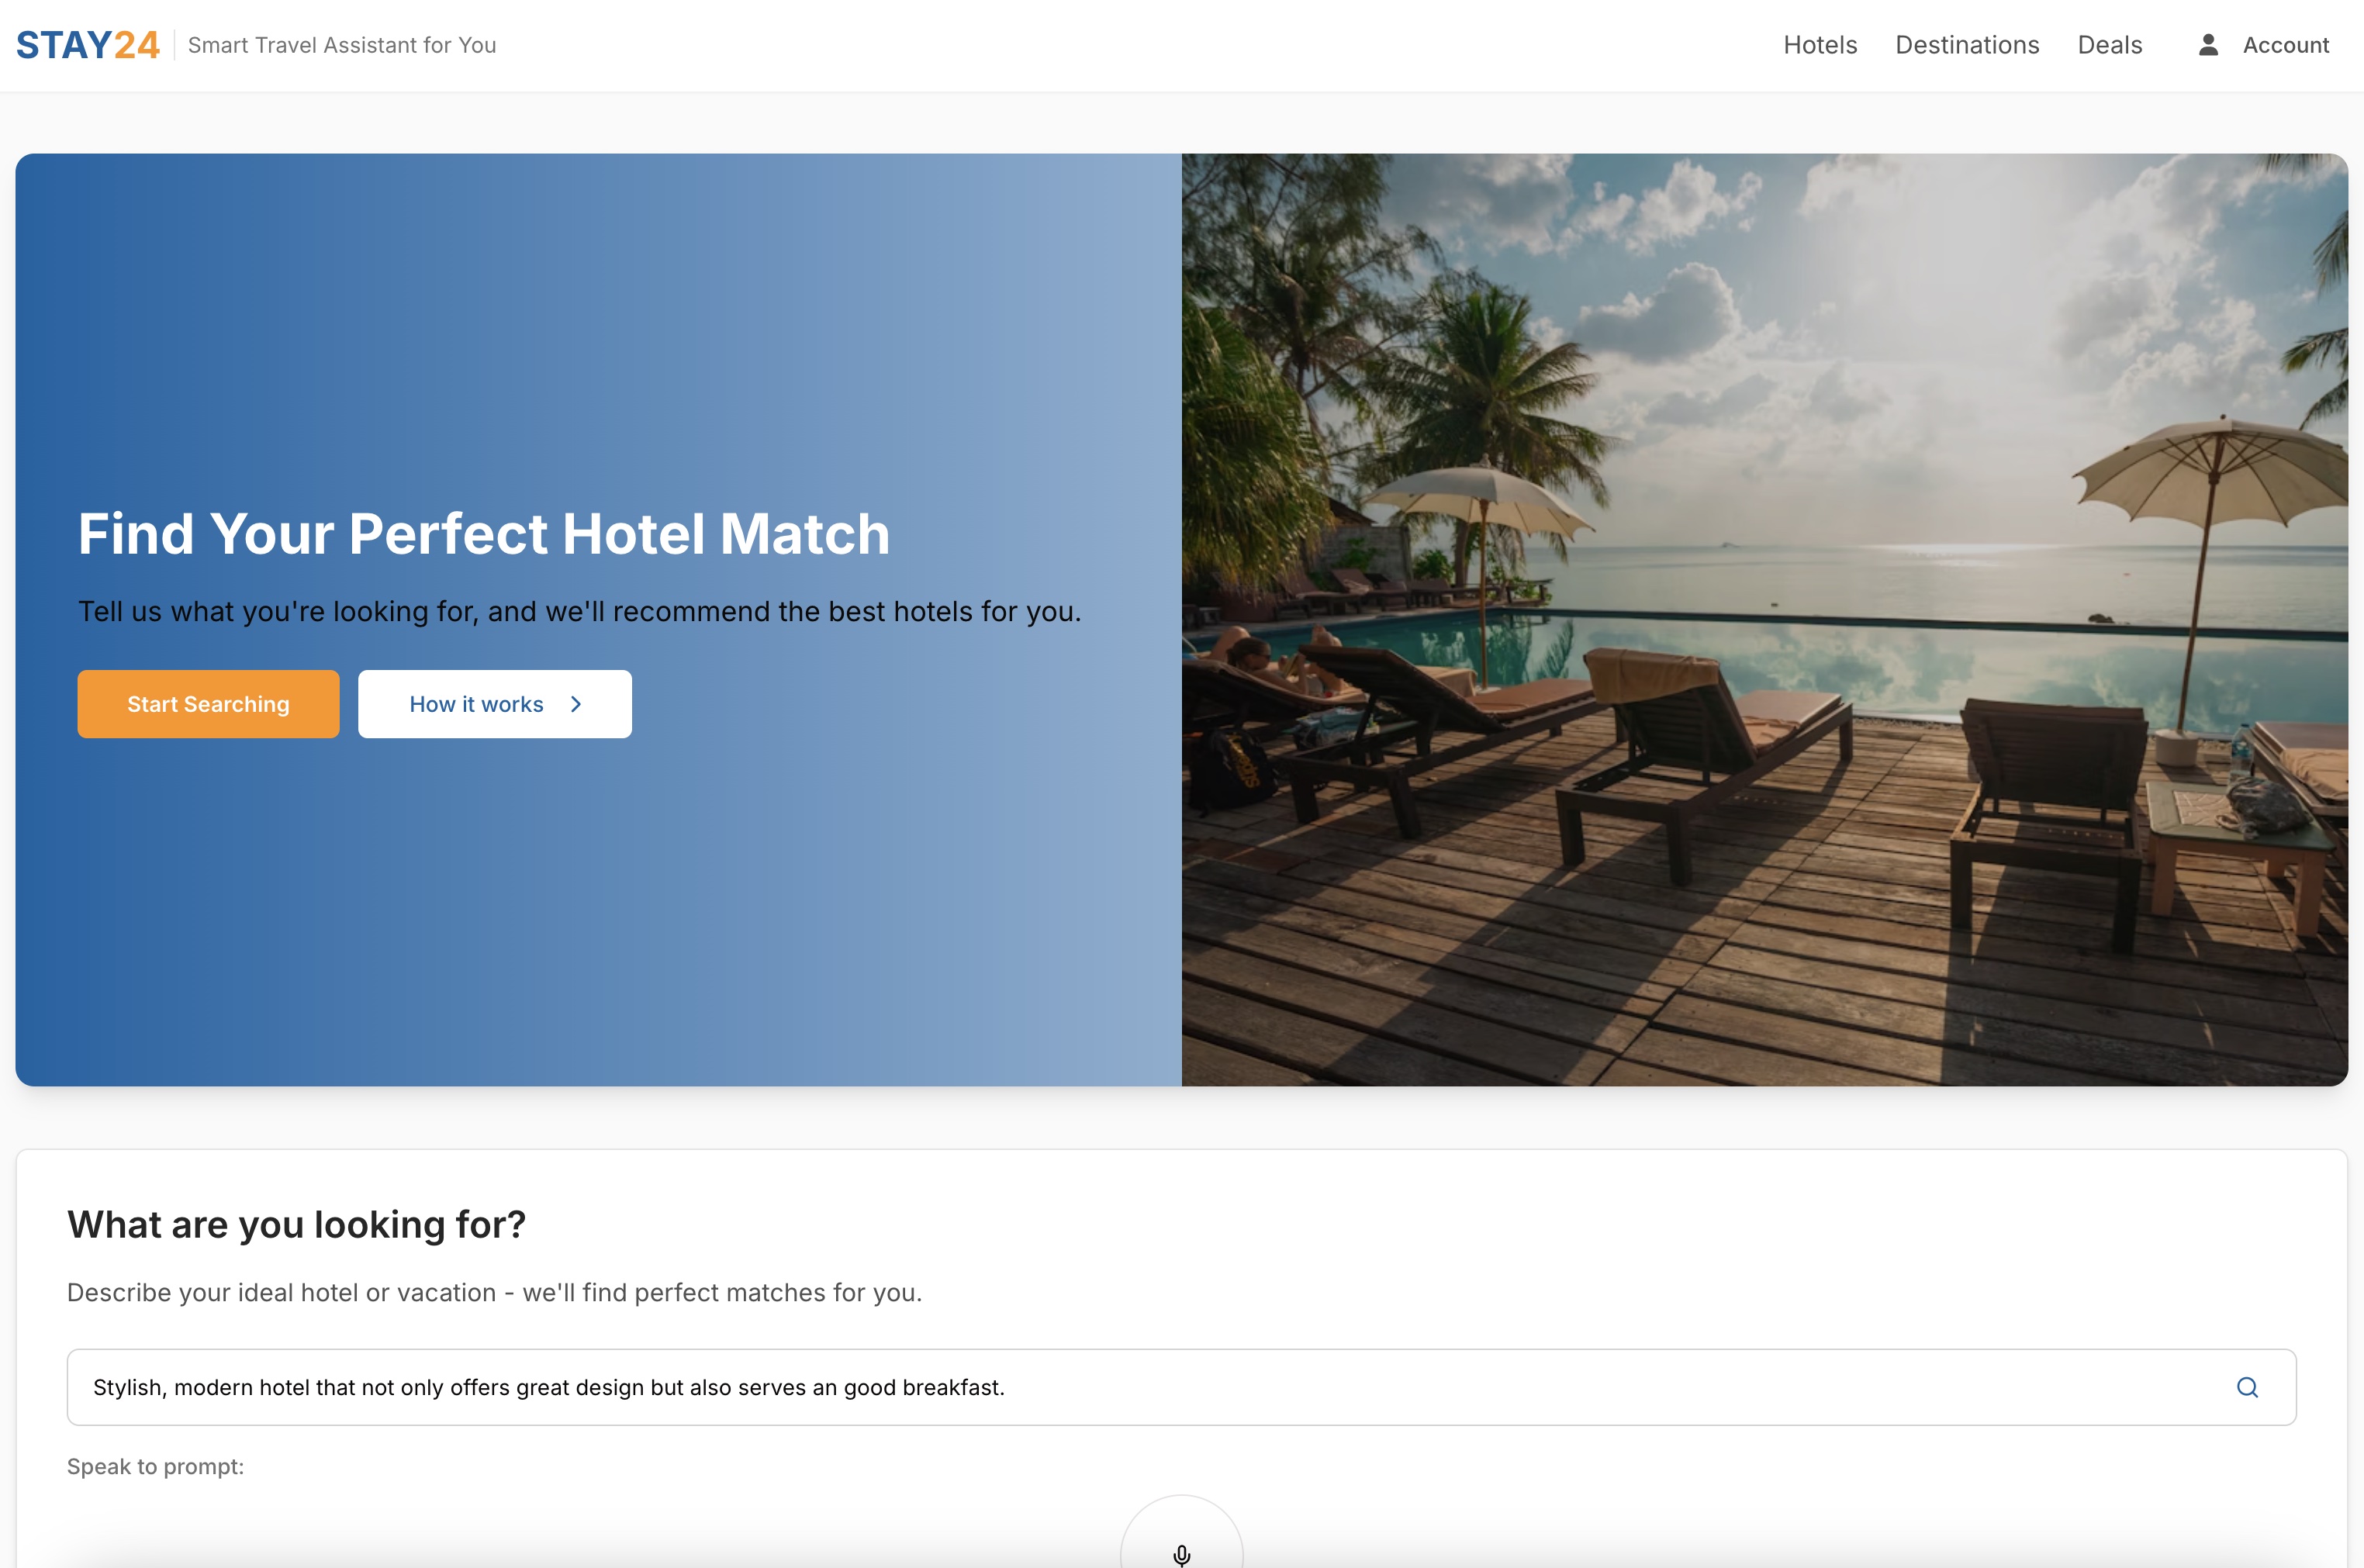 STAY24
Smart Travel Assistant for You
Hotels
Destinations
Deals
Account
Find Your Perfect Hotel Match
Tell us what you're looking for, and we'll recommend the best hotels for you.
Start Searching
How it works
What are you looking for?
Describe your ideal hotel or vacation - we'll find perfect matches for you.
Stylish, modern hotel that not only offers great design but also serves an good breakfast.
Speak to prompt: